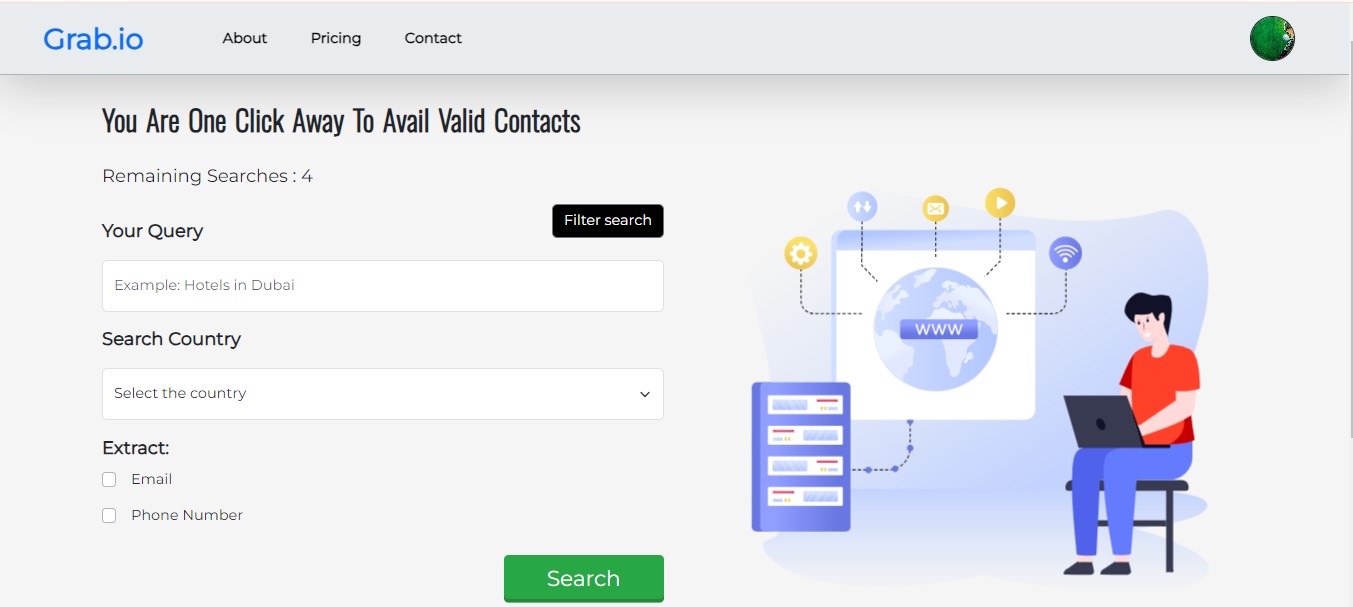 Grab.io
About
Pricing
Contact
You Are One Click Away To Avail Valid Contacts
Remaining Searches : 4
Filter search
Your Query
Example: Hotels in Dubai
Search Country
Select the country
Extract:
Email
Phone Number
Search
WWW